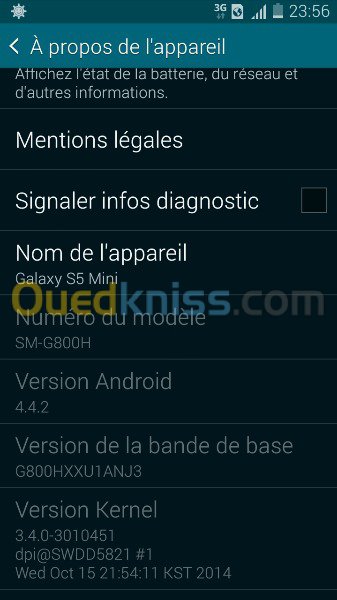 3G 23:56
À propos de l'appareil
Affichez l'état de la batterie, du réseau et
d'autres informations.
Mentions légales
Signaler infos diagnostic
Nom de l'appareil
Galaxy S5 Mini
Ouedkniss.com
Numéro du modèle
SM-G800H
Version Android
4.4.2
Version de la bande de base
G800HXXU1ANJ3
Version Kernel
3.4.0-3010451
dpi@SWDD5821 #1
Wed Oct 15 21:54:11 KST 2014